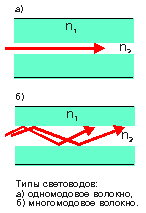 а)
n1
n2
б)
n1
n2
Типы световодов:
а) одномодовое волокно,
б) многомодовое волокно.